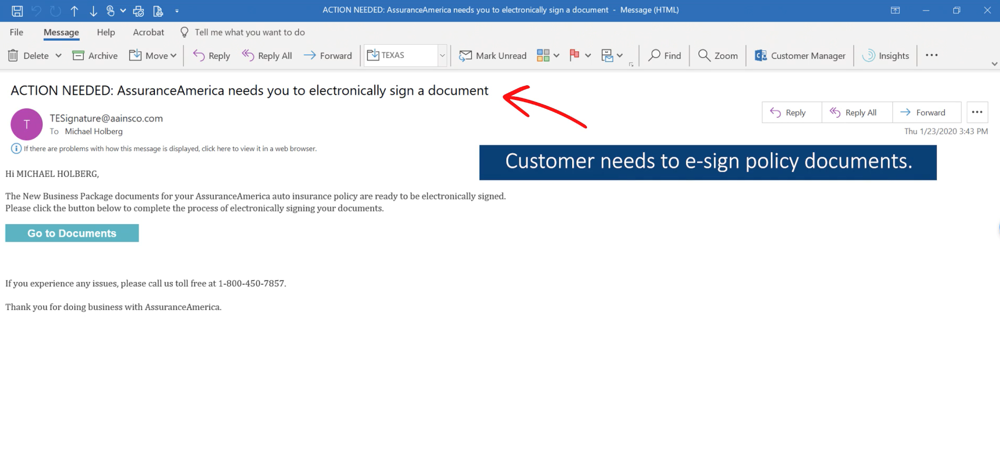 ACTION NEEDED: AssuranceAmerica needs you to electronically sign a document - Message (HTML)
File Message Help Acrobat Tell me what you want to do
Delete Archive Move Reply Reply All Forward TEXAS Mark Unread Find Zoom Customer Manager Insights
ACTION NEEDED: AssuranceAmerica needs you to electronically sign a document
T
TESignature@aainsco.com
To Michael Holberg
Reply Reply All Forward
Thu 1/23/2020 3:43 PM
If there are problems with how this message is displayed, click here to view it in a web browser.
Customer needs to e-sign policy documents.
Hi MICHAEL HOLBERG,
The New Business Package documents for your AssuranceAmerica auto insurance policy are ready to be electronically signed.
Please click the button below to complete the process of electronically signing your documents.
Go to Documents
If you experience any issues, please call us toll free at 1-800-450-7857.
Thank you for doing business with AssuranceAmerica.